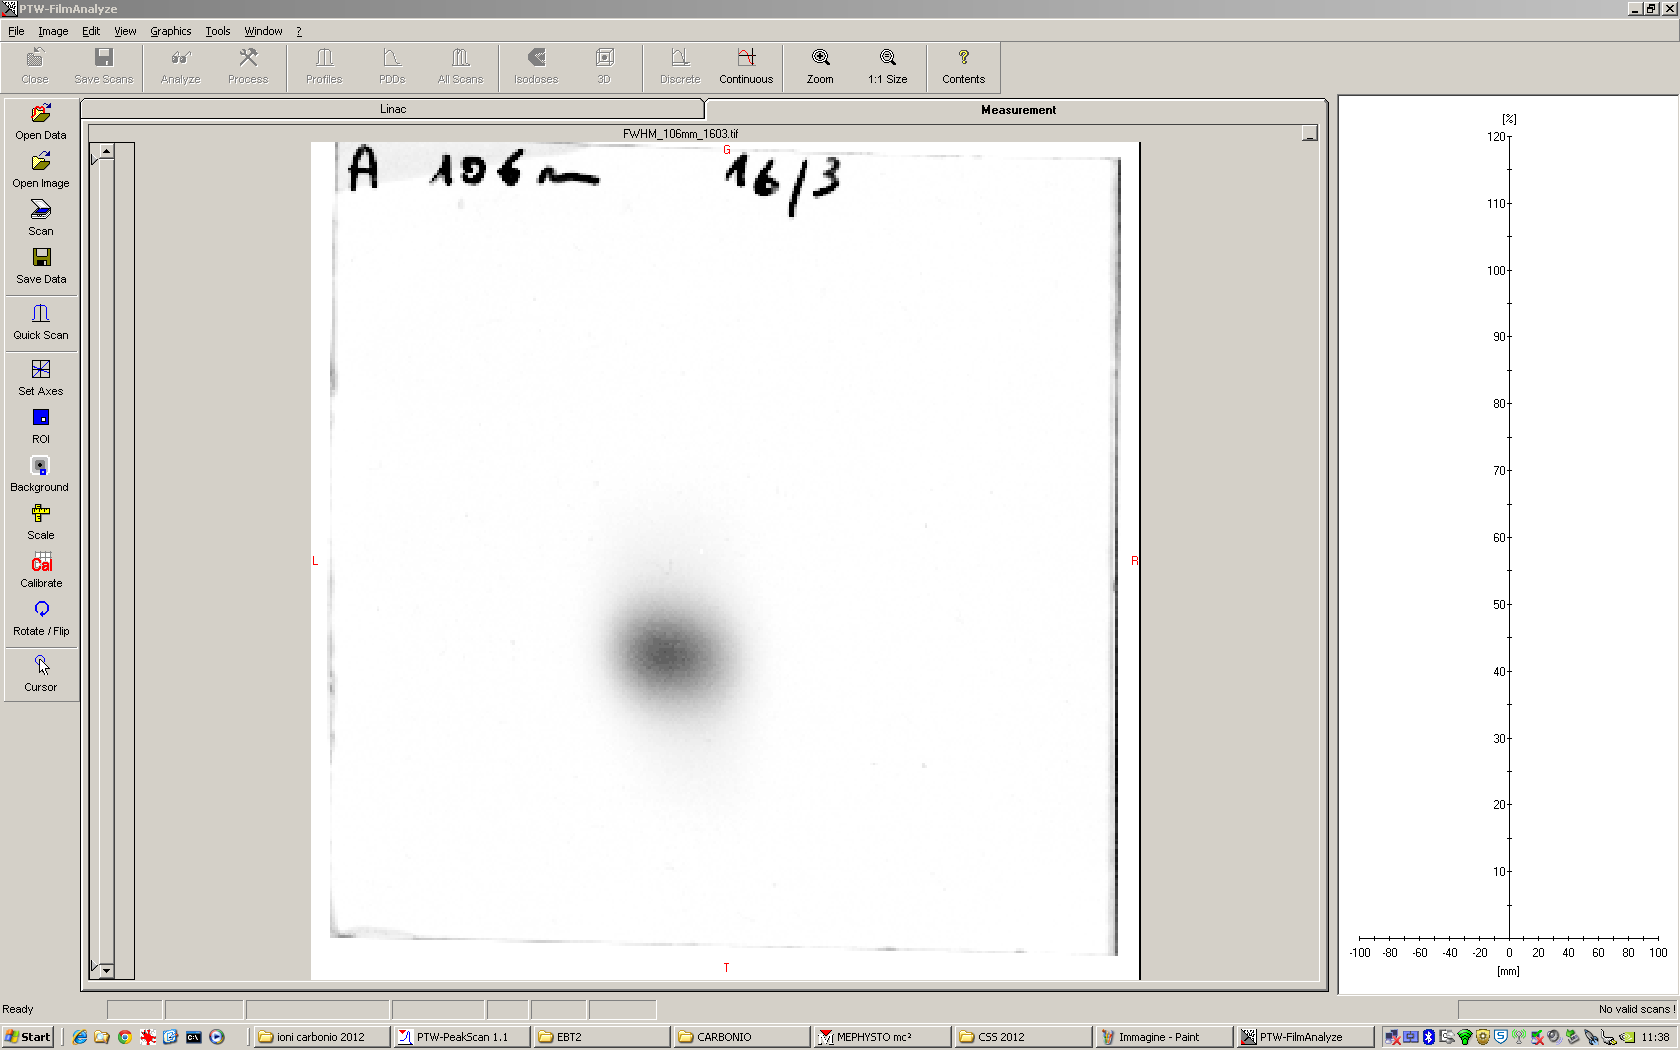 PTW-FilmAnalyze
File Image Edit View Graphics Tools Window ?
Close Save Scans Analyze Process Profiles PDDs All Scans Isodoses 3D Discrete Continuous Zoom 1:1 Size Contents
Linac Measurement
FWHM_106mm_1603.tif
Open Data
Open Image
Scan
Save Data
Quick Scan
Set Axes
ROI
Background
Scale
Cal
Calibrate
Rotate / Flip
Cursor
G
A 106 m 16/3
L R
T
[%]
120
110
100
90
80
70
60
50
40
30
20
10
-100 -80 -60 -40 -20 0 20 40 60 80 100
[mm]
Ready No valid scans !
Start ioni carbonio 2012 PTW-PeakScan 1.1 EBT2 CARBONIO MEPHYSTO mc² CSS 2012 Immagine - Paint PTW-FilmAnalyze 11:38